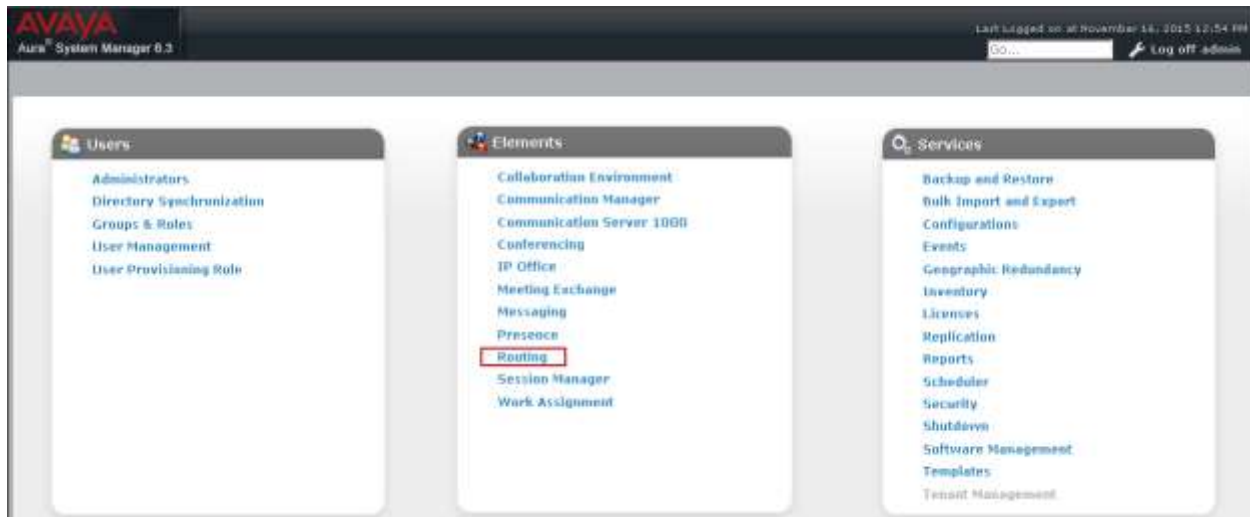 AVAYA
Aura® System Manager 6.3
Last Logged on at November 16, 2015 12:54 PM
Go...
Log off admin
Users
Administrators
Directory Synchronization
Groups & Roles
User Management
User Provisioning Rule
Elements
Collaboration Environment
Communication Manager
Communication Server 1000
Conferencing
IP Office
Meeting Exchange
Messaging
Presence
Routing
Session Manager
Work Assignment
Services
Backup and Restore
Bulk Import and Export
Configurations
Events
Geographic Redundancy
Inventory
Licenses
Replication
Reports
Scheduler
Security
Shutdown
Software Management
Templates
Tenant Management